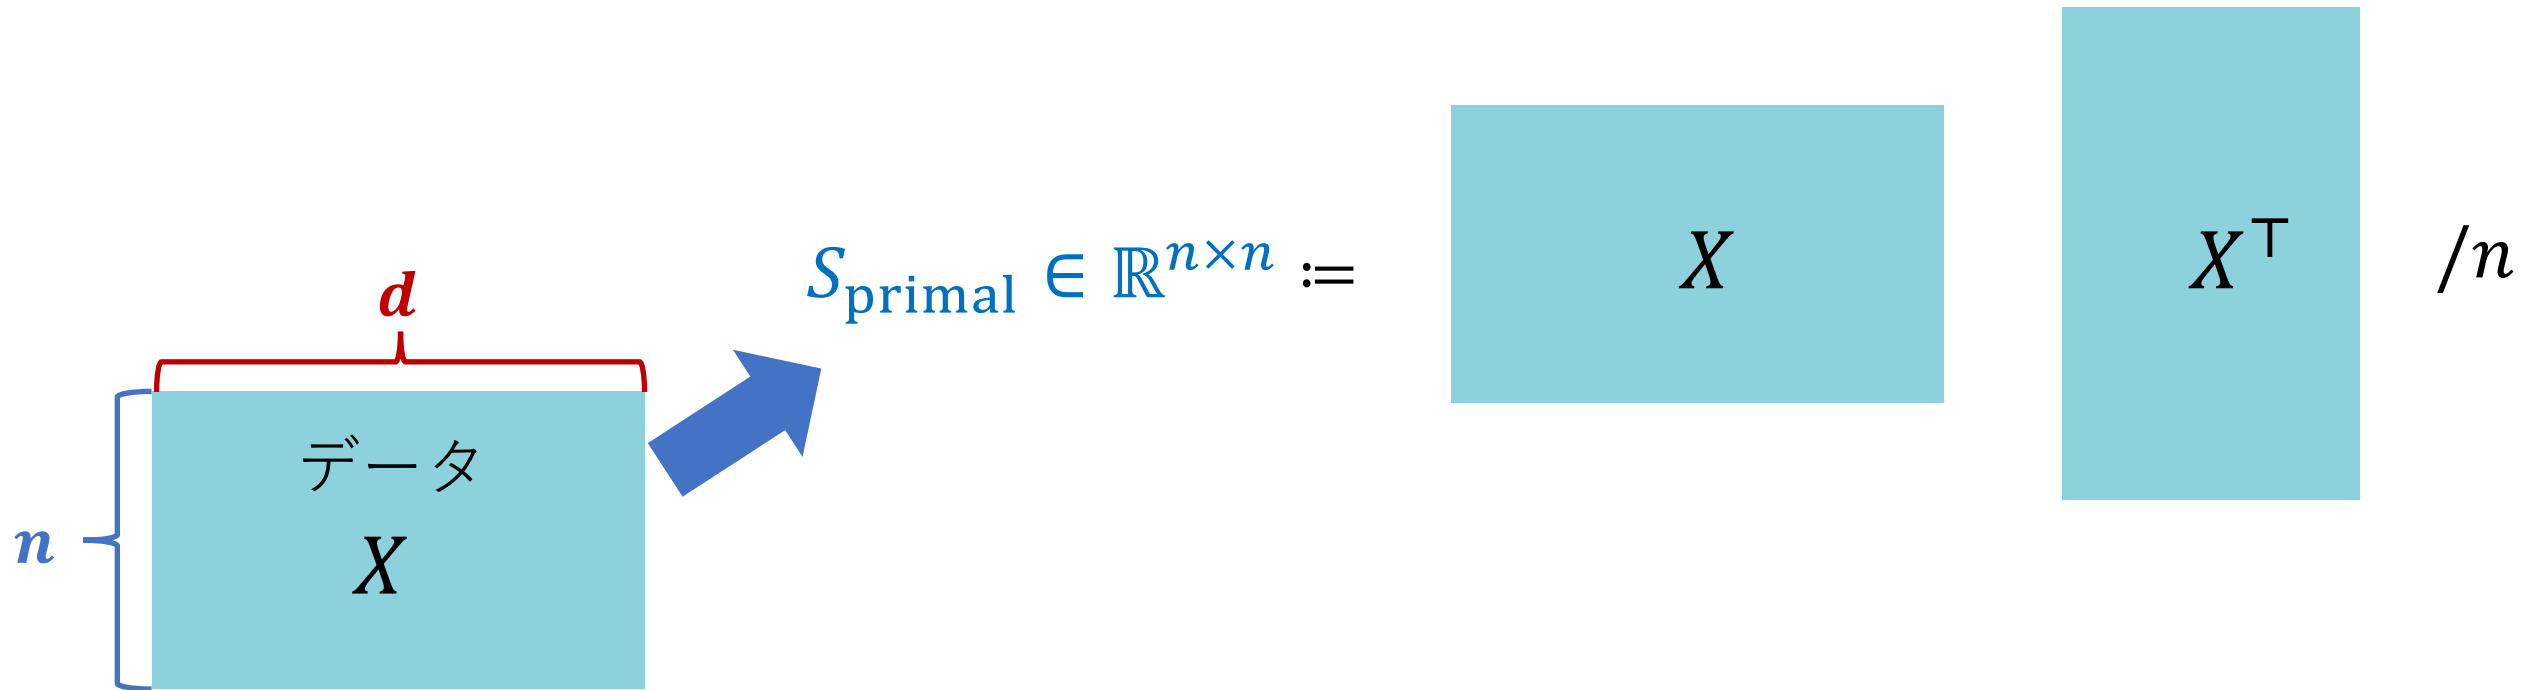 d
n
データ
X
S_primal ∈ ℝ^{n×n} ≔ X X^⊤ /n